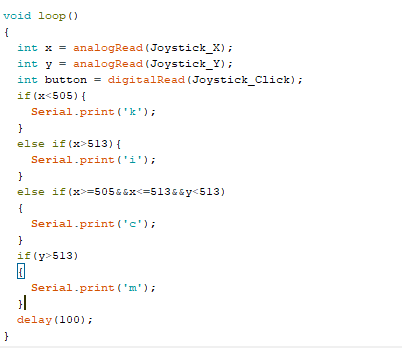 void loop()
{
  int x = analogRead(Joystick_X);
  int y = analogRead(Joystick_Y);
  int button = digitalRead(Joystick_Click);
  if(x<505){
    Serial.print('k');
  }
  else if(x>513){
    Serial.print('i');
  }
  else if(x>=505&&x<=513&&y<513)
  {
    Serial.print('c');
  }
  if(y>513)
  {
    Serial.print('m');
  }
  delay(100);
}